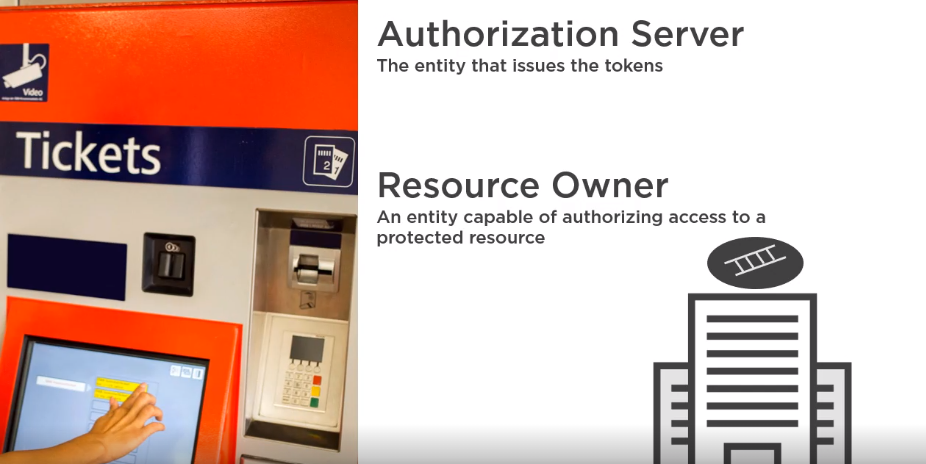 Video
Tickets
2
Authorization Server
The entity that issues the tokens
Resource Owner
An entity capable of authorizing access to a
protected resource